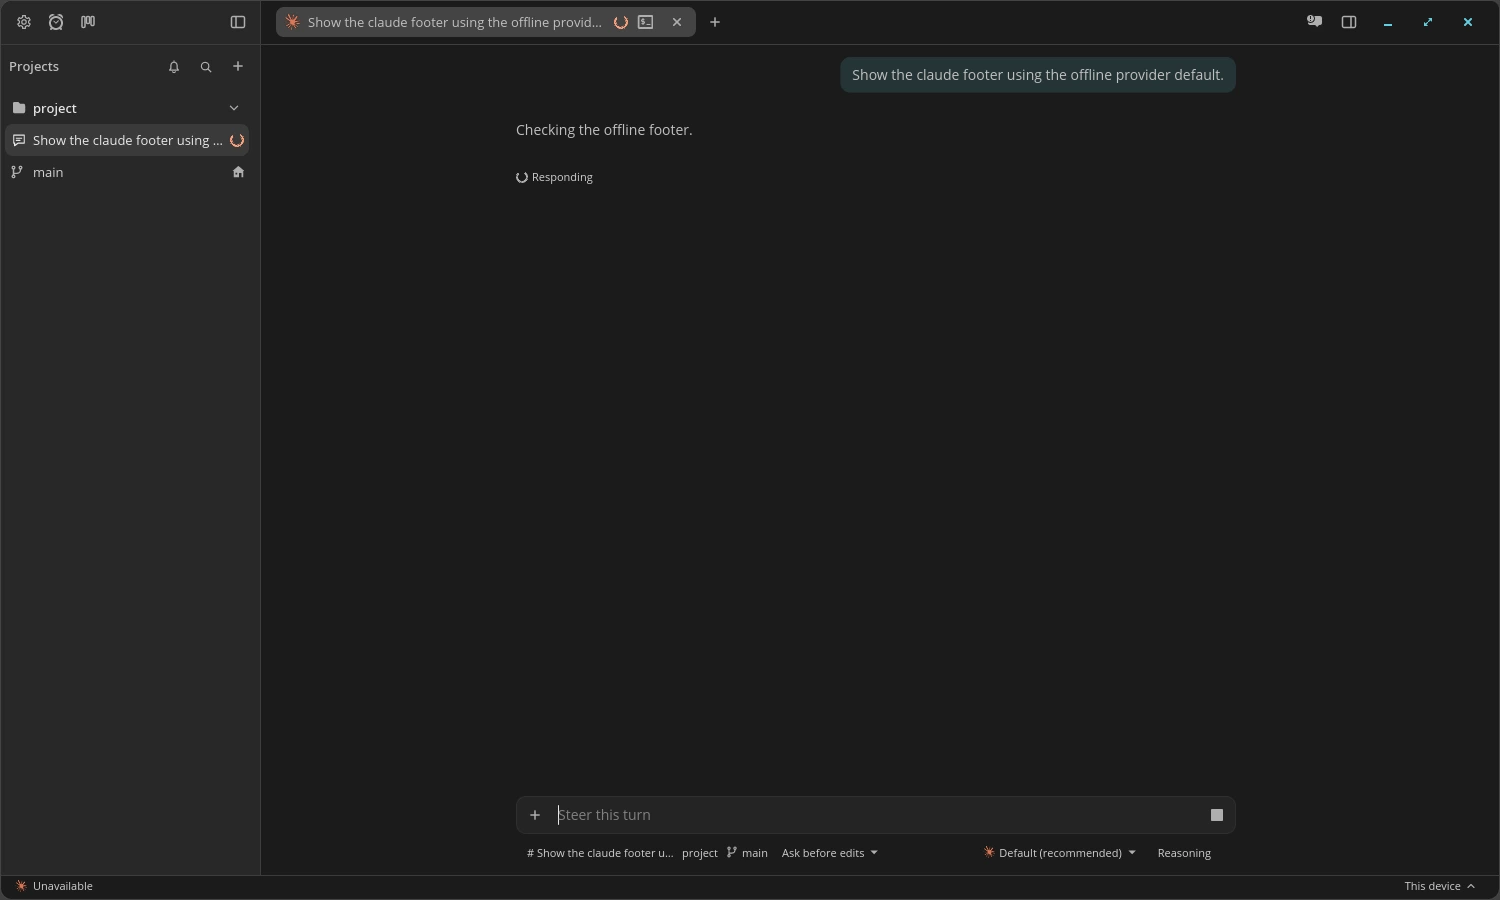 Show the claude footer using the offline provid...
Projects
project
Show the claude footer using ...
main
Show the claude footer using the offline provider default.
Checking the offline footer.
Responding
Steer this turn
# Show the claude footer u... project main Ask before edits Default (recommended) Reasoning
Unavailable
This device